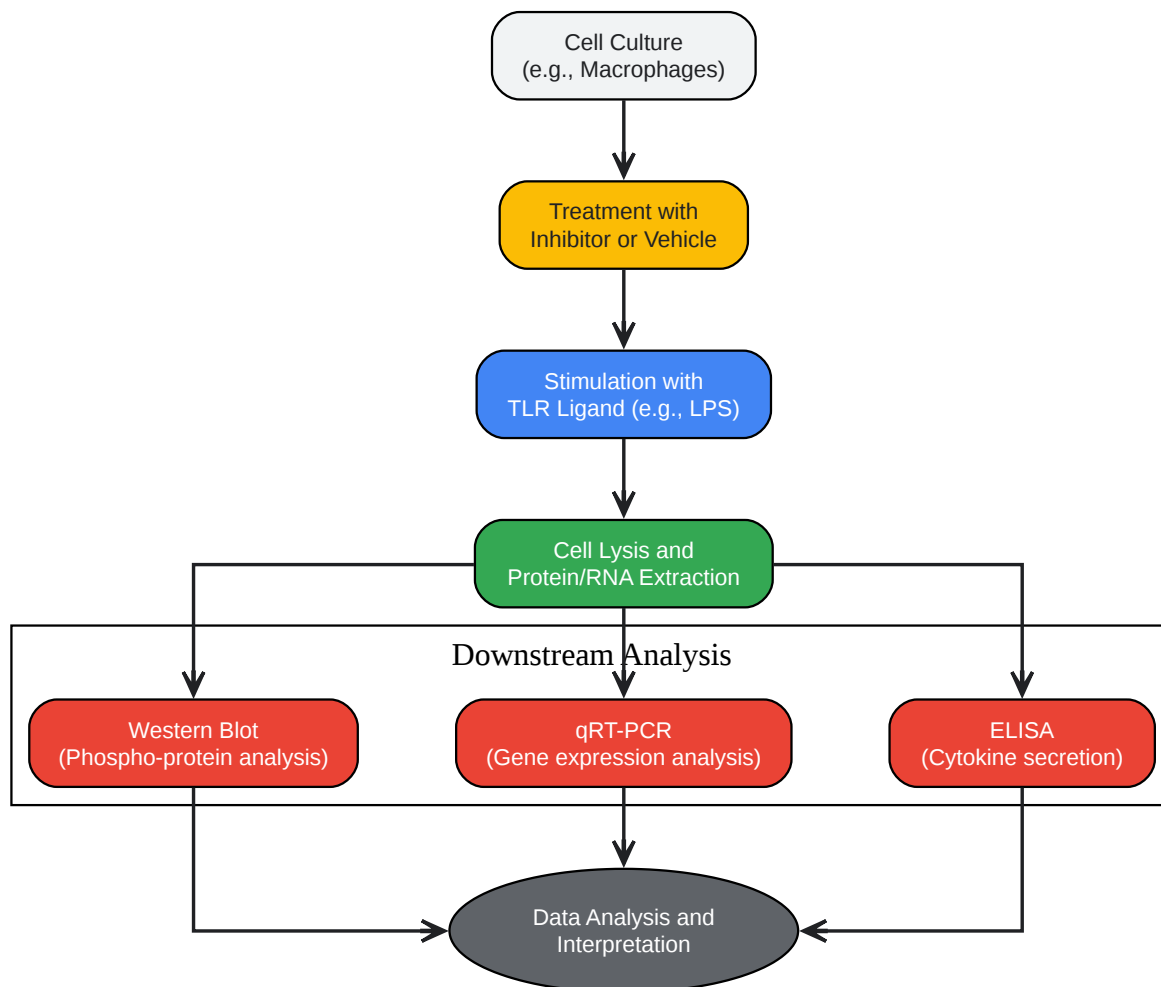 Cell Culture
(e.g., Macrophages)
Treatment with
Inhibitor or Vehicle
Stimulation with
TLR Ligand (e.g., LPS)
Cell Lysis and
Protein/RNA Extraction
Downstream Analysis
Western Blot
(Phospho-protein analysis)
qRT-PCR
(Gene expression analysis)
ELISA
(Cytokine secretion)
Data Analysis and
Interpretation